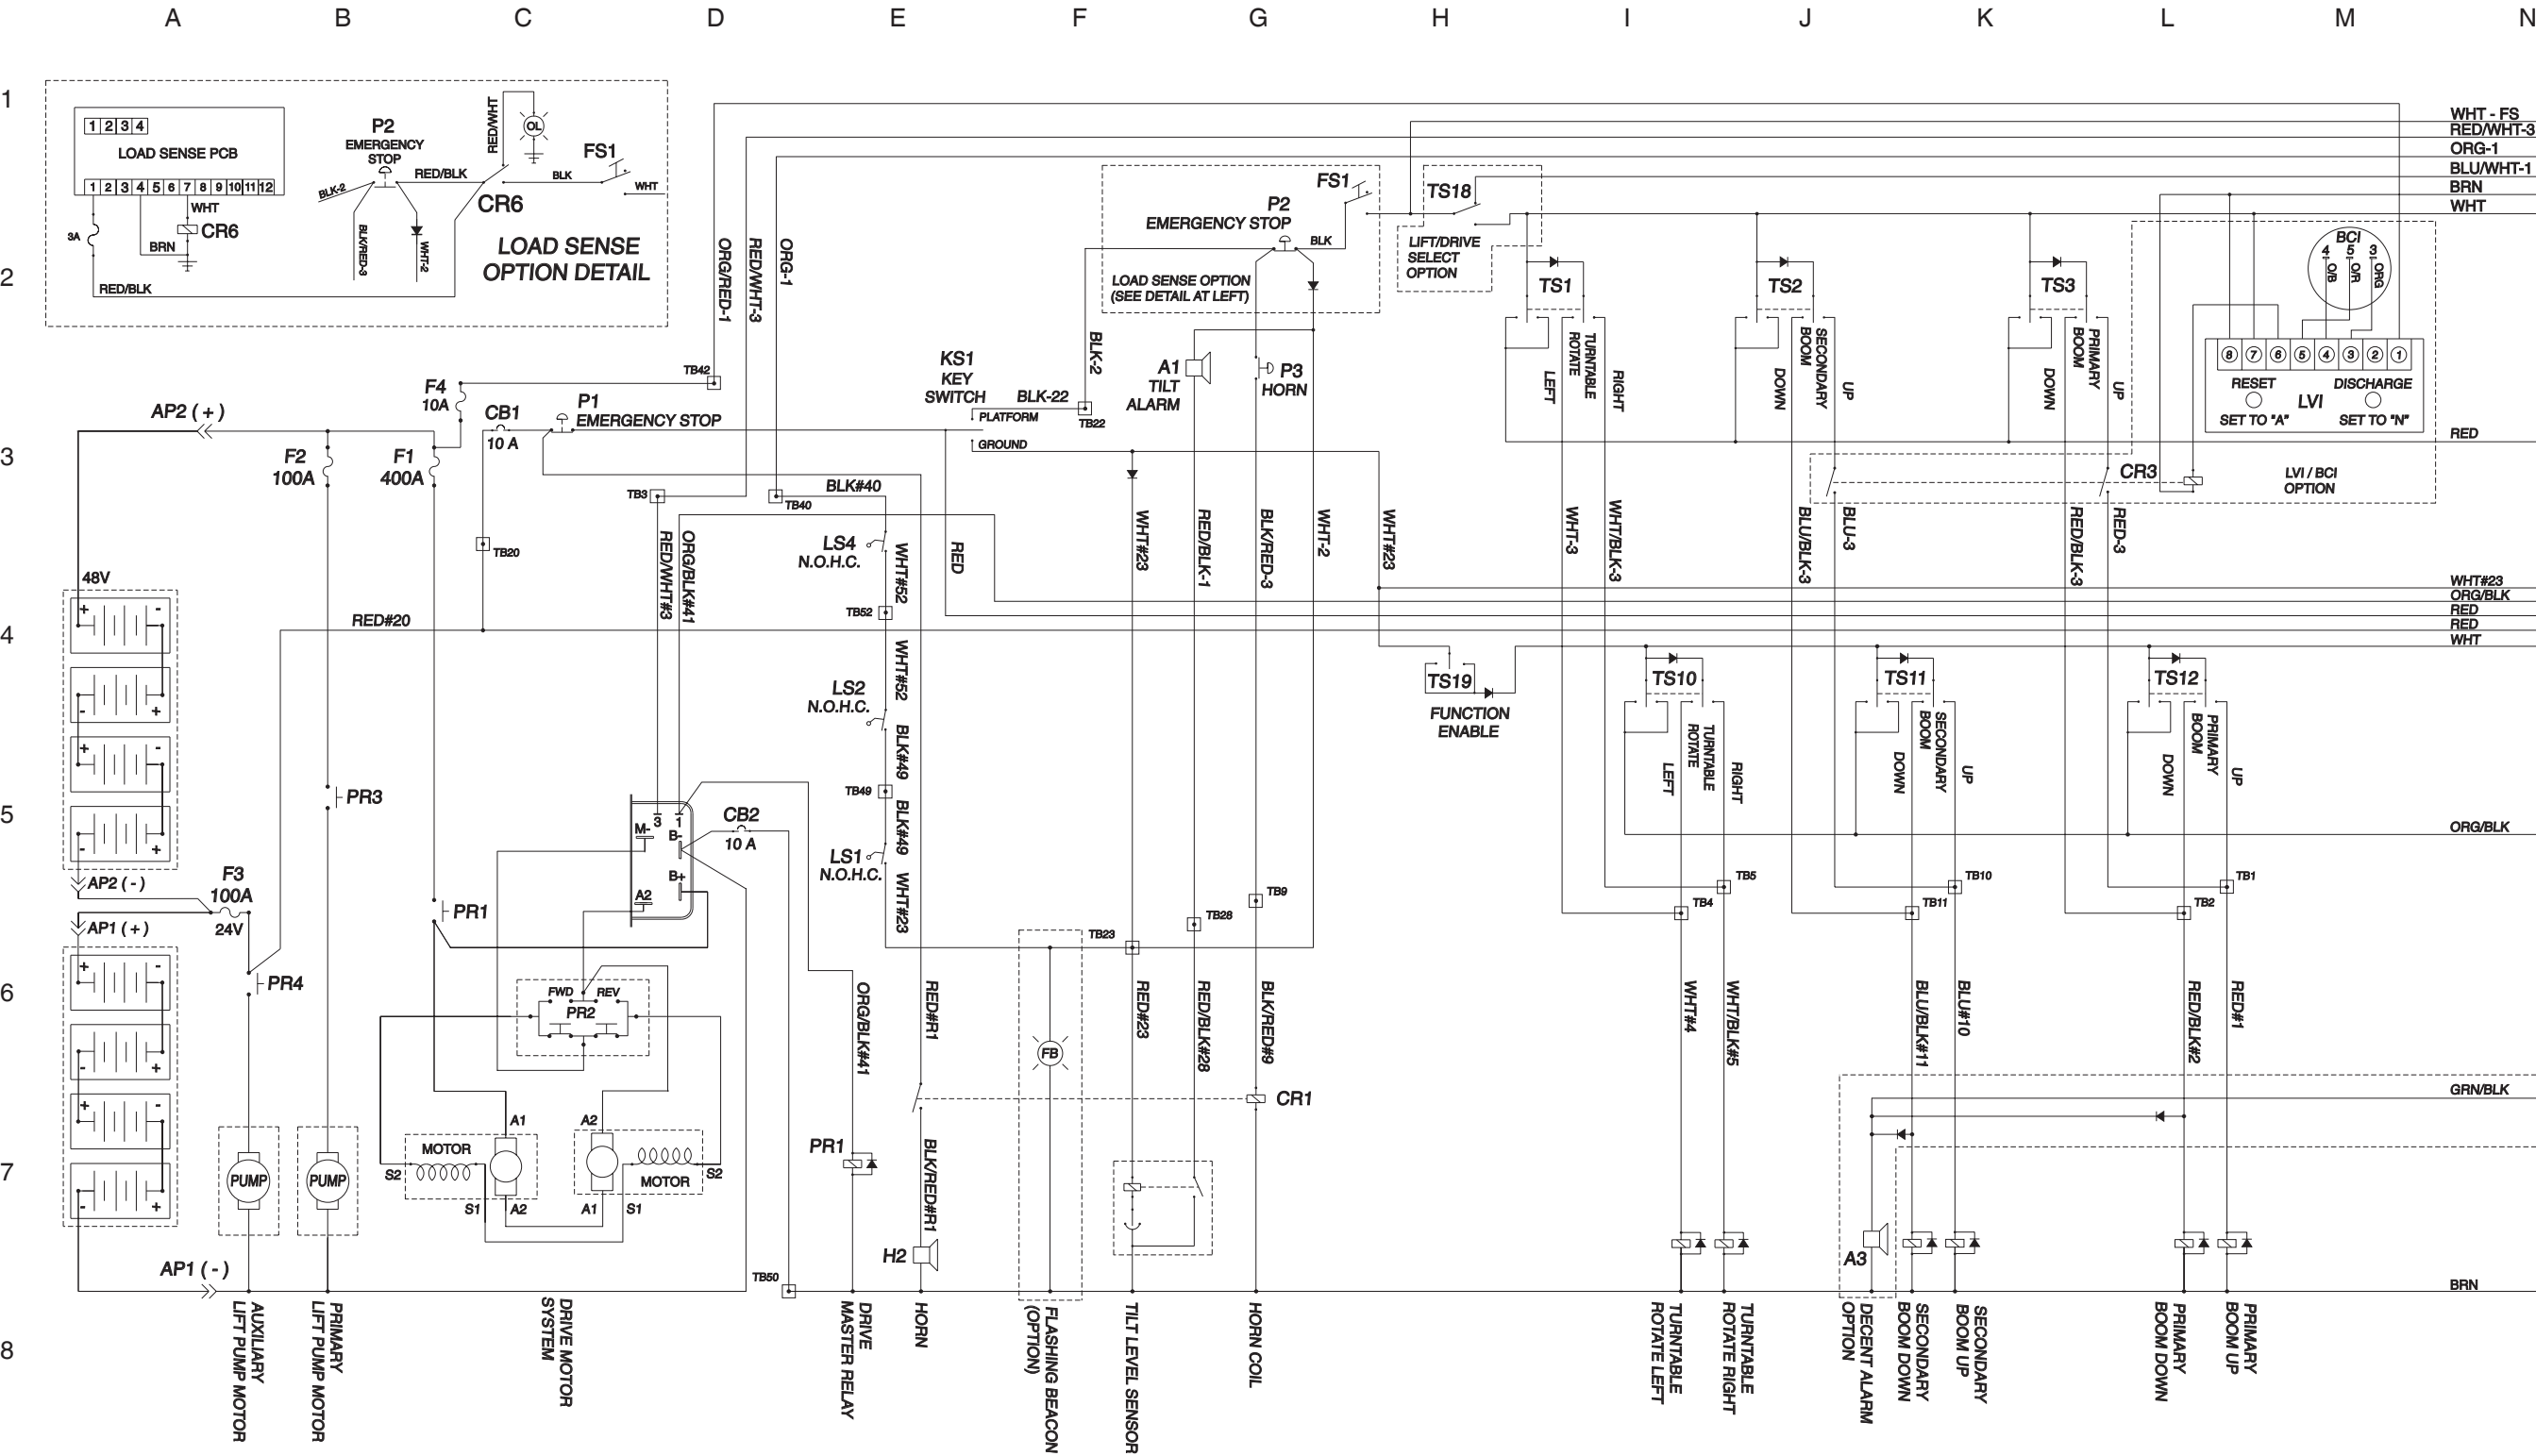 A B C D E F G H I J K L M N
1
2
3
4
5
6
7
8
1 2 3 4
LOAD SENSE PCB
1 2 3 4 5 6 7 8 9 10 11 12
3A
WHT
CR6
BRN
RED/BLK
P2
EMERGENCY
STOP
BLK-2
RED/BLK
BLK/RED-3
WHT-2
RED/WHT
OL
FS1
BLK
WHT
CR6
LOAD SENSE
OPTION DETAIL
ORG/RED-1
RED/WHT-3
ORG-1
WHT - FS
RED/WHT-3
ORG-1
BLU/WHT-1
BRN
WHT
FS1
P2
EMERGENCY STOP
BLK
LOAD SENSE OPTION
(SEE DETAIL AT LEFT)
TS18
LIFT/DRIVE
SELECT
OPTION
TS1
LEFT
TURNTABLE
ROTATE
RIGHT
TS2
DOWN
SECONDARY
BOOM
UP
TS3
DOWN
PRIMARY
BOOM
UP
BCI
4 5 3
O/B
O/R
ORG
8 7 6 5 4 3 2 1
RESET
DISCHARGE
LVI
SET TO "A"
SET TO "N"
RED
CR3
LVI / BCI
OPTION
AP2 ( + )
F4
10A
CB1
10 A
P1
EMERGENCY STOP
TB42
KS1
KEY
SWITCH
BLK-22
PLATFORM
GROUND
TB22
BLK-2
A1
TILT
ALARM
P3
HORN
F2
100A
F1
400A
TB3
TB40
BLK#40
TB20
RED/WHT#3
ORG/BLK#41
LS4
N.O.H.C.
WHT#52
RED
TB52
WHT#23
RED/BLK-1
BLK/RED-3
WHT-2
WHT#23
WHT-3
WHT/BLK-3
BLU/BLK-3
BLU-3
RED/BLK-3
RED-3
48V
+ -
- +
+ -
- +
RED#20
WHT#23
ORG/BLK
RED
RED
WHT
WHT#52
LS2
N.O.H.C.
BLK#49
TB49
BLK#49
LS1
N.O.H.C.
WHT#23
TS19
FUNCTION
ENABLE
TS10
LEFT
TURNTABLE
ROTATE
RIGHT
TS11
DOWN
SECONDARY
BOOM
UP
TS12
DOWN
PRIMARY
BOOM
UP
ORG/BLK
PR3
M-
3 1
B-
B+
A2
CB2
10 A
AP2 ( - )
F3
100A
24V
AP1 ( + )
PR1
TB9
TB28
TB23
TB5
TB4
TB10
TB11
TB1
TB2
+ -
- +
+ -
- +
PR4
FWD
REV
PR2
ORG/BLK#41
RED#R1
FB
RED#23
RED/BLK#28
BLK/RED#9
WHT#4
WHT/BLK#5
BLU/BLK#11
BLU#10
RED/BLK#2
RED#1
CR1
GRN/BLK
PUMP
PUMP
MOTOR
A1
A2
S2
S1
A2
A1
S1
S2
MOTOR
PR1
BLK/RED#R1
H2
A3
AP1 ( - )
TB50
BRN
AUXILIARY
LIFT PUMP MOTOR
PRIMARY
LIFT PUMP MOTOR
DRIVE MOTOR
SYSTEM
DRIVE
MASTER RELAY
HORN
FLASHING BEACON
(OPTION)
TILT LEVEL SENSOR
HORN COIL
TURNTABLE
ROTATE LEFT
TURNTABLE
ROTATE RIGHT
DECENT ALARM
OPTION
SECONDARY
BOOM DOWN
SECONDARY
BOOM UP
PRIMARY
BOOM DOWN
PRIMARY
BOOM UP